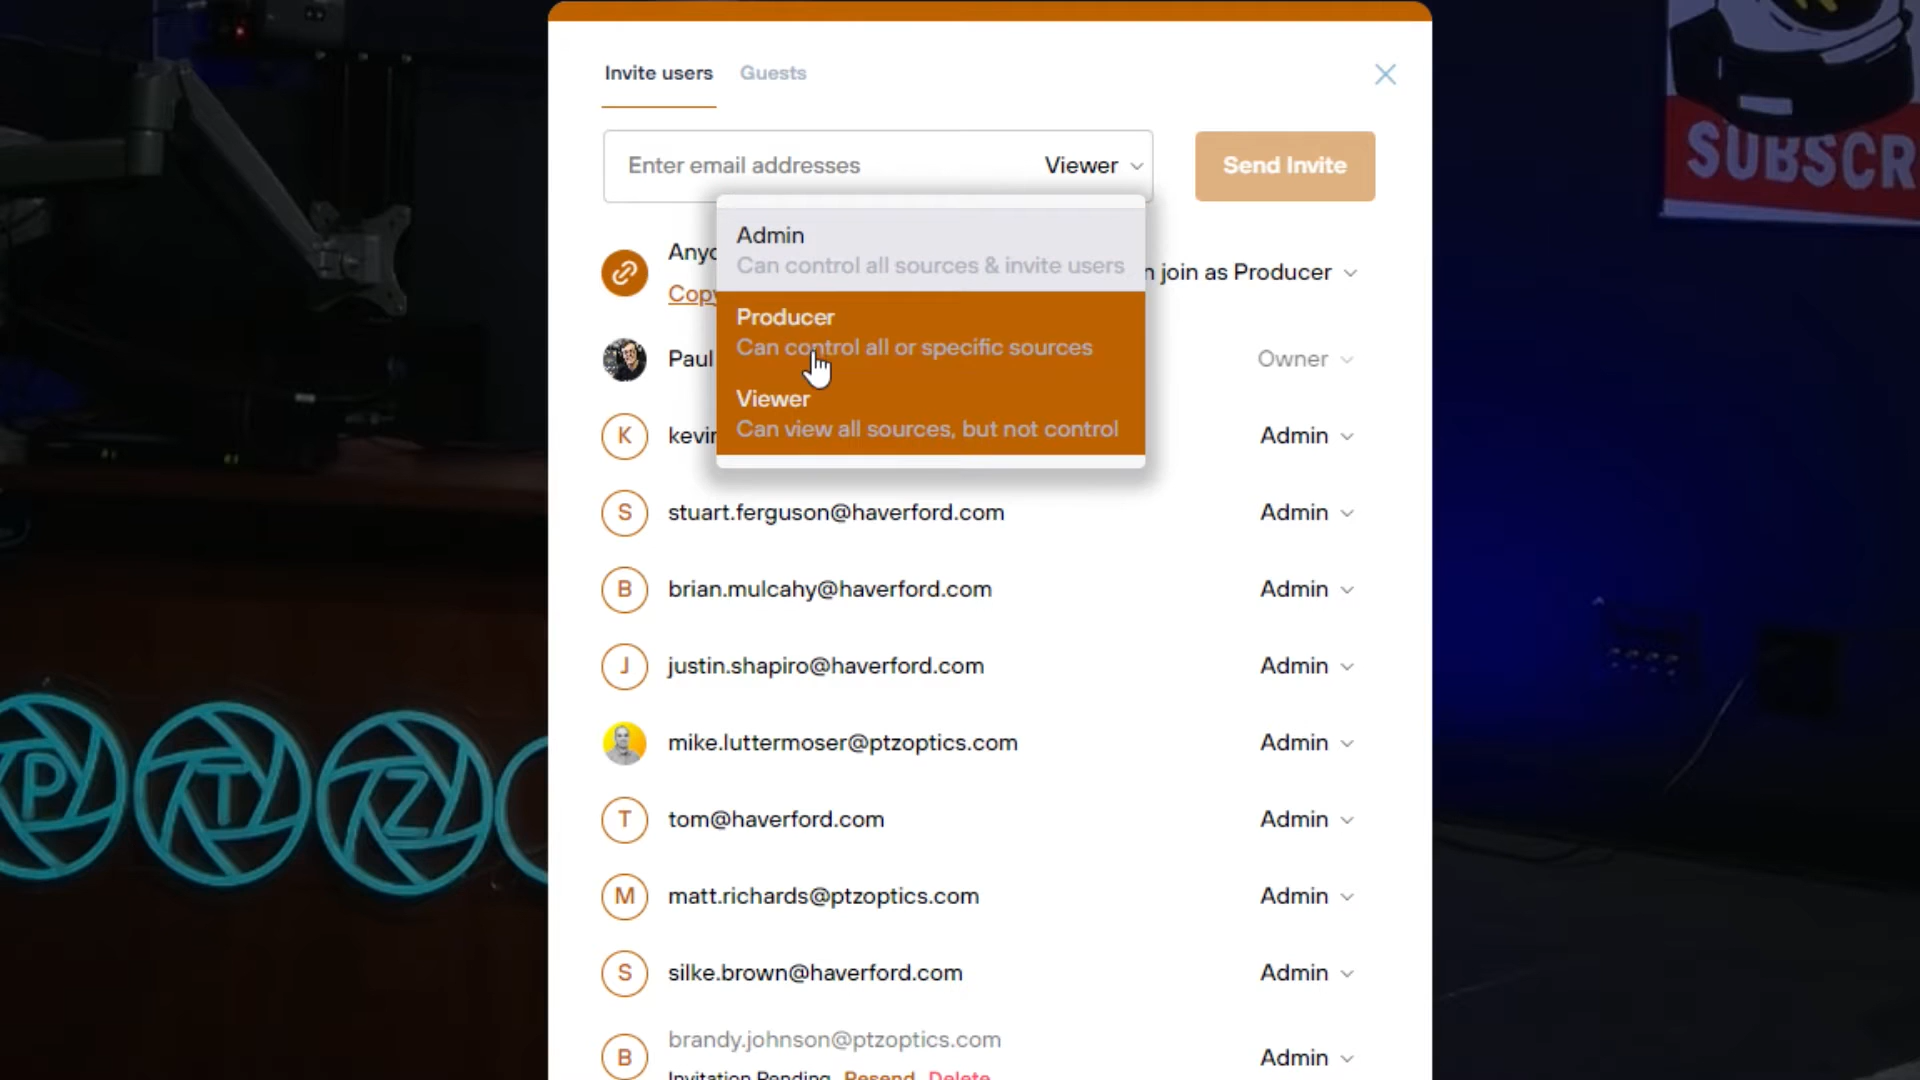 Invite users
Guests
Enter email addresses
Viewer
Send Invite
Admin
Can control all sources & invite users
Producer
Can control all or specific sources
Viewer
Can view all sources, but not control
join as Producer
Paul
Owner
Admin
stuart.ferguson@haverford.com
Admin
brian.mulcahy@haverford.com
Admin
justin.shapiro@haverford.com
Admin
mike.luttermoser@ptzoptics.com
Admin
tom@haverford.com
Admin
matt.richards@ptzoptics.com
Admin
silke.brown@haverford.com
Admin
brandy.johnson@ptzoptics.com
Admin
Invitation Pending Resend Delete
K
S
B
J
T
M
S
B
P T Z